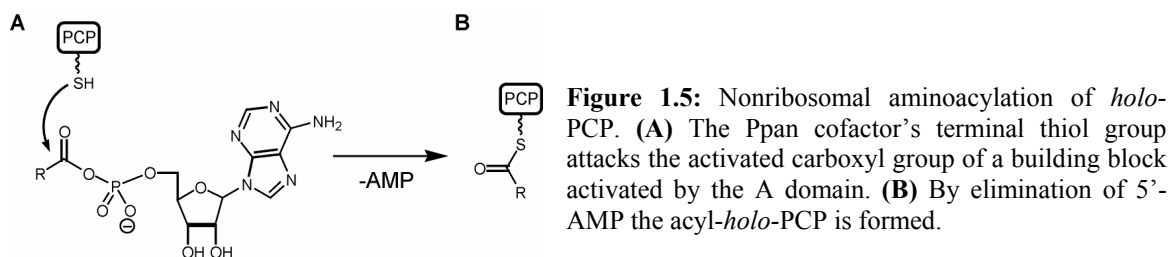 A
B
PCP
SH
O
R
O
P
O
O
O
⊖
O
N
N
N
N
NH₂
OH OH
-AMP
PCP
S
O
R
Figure 1.5: Nonribosomal aminoacylation of holo-
PCP. (A) The Ppan cofactor’s terminal thiol group
attacks the activated carboxyl group of a building block
activated by the A domain. (B) By elimination of 5’-
AMP the acyl-holo-PCP is formed.